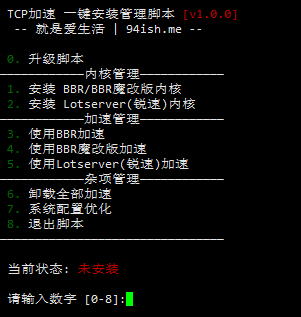 TCP加速 一键安装管理脚本 [v1.0.0]
-- 就是爱生活 | 94ish.me --
0. 升级脚本
内核管理
1. 安装 BBR/BBR魔改版内核
2. 安装 Lotserver(锐速)内核
加速管理
3. 使用BBR加速
4. 使用BBR魔改版加速
5. 使用Lotserver(锐速)加速
杂项管理
6. 卸载全部加速
7. 系统配置优化
8. 退出脚本
当前状态: 未安装
请输入数字 [0-8]: